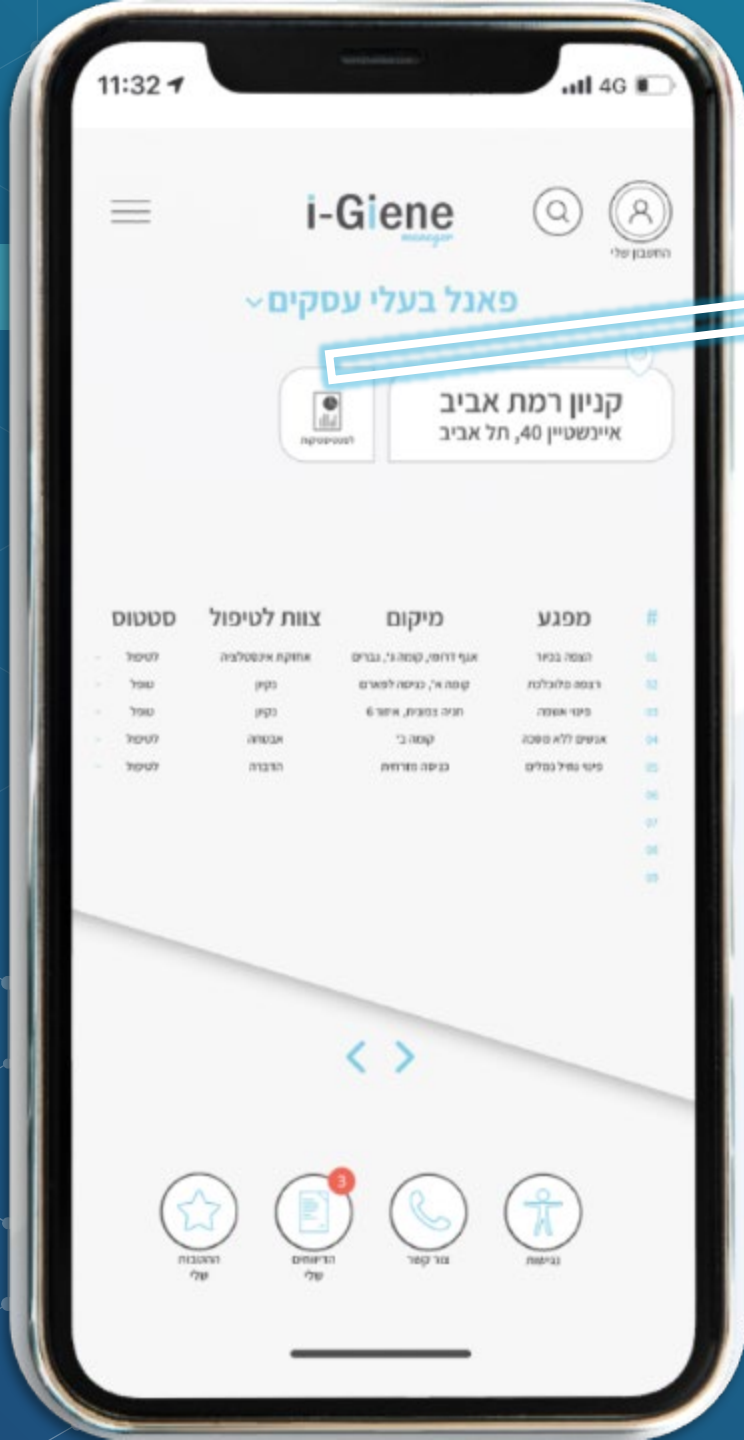 11:32
4G
i-Giene
manager
החשבון שלי
פאנל בעלי עסקים
קניון רמת אביב
איינשטיין 40, תל אביב
לסטטיסטיקות
# מפגע מיקום צוות לטיפול סטטוס
01 הצפה בכיור אגף דרומי, קומה ג', גברים אחזקת אינסטלציה לטיפול -
02 רצפה מלוכלכת קומה א', כניסה לפארם נקיון טופל -
03 פינוי אשפה חניה צפונית, איזור 6 נקיון טופל -
04 אנשים ללא מסכה קומה ב' אבטחה לטיפול -
05 פינוי נחיל נמלים כניסה מזרחית הדברה לטיפול -
06
07
08
09
3
נגישות
צור קשר
הדיווחים
שלי
ההטבות
שלי